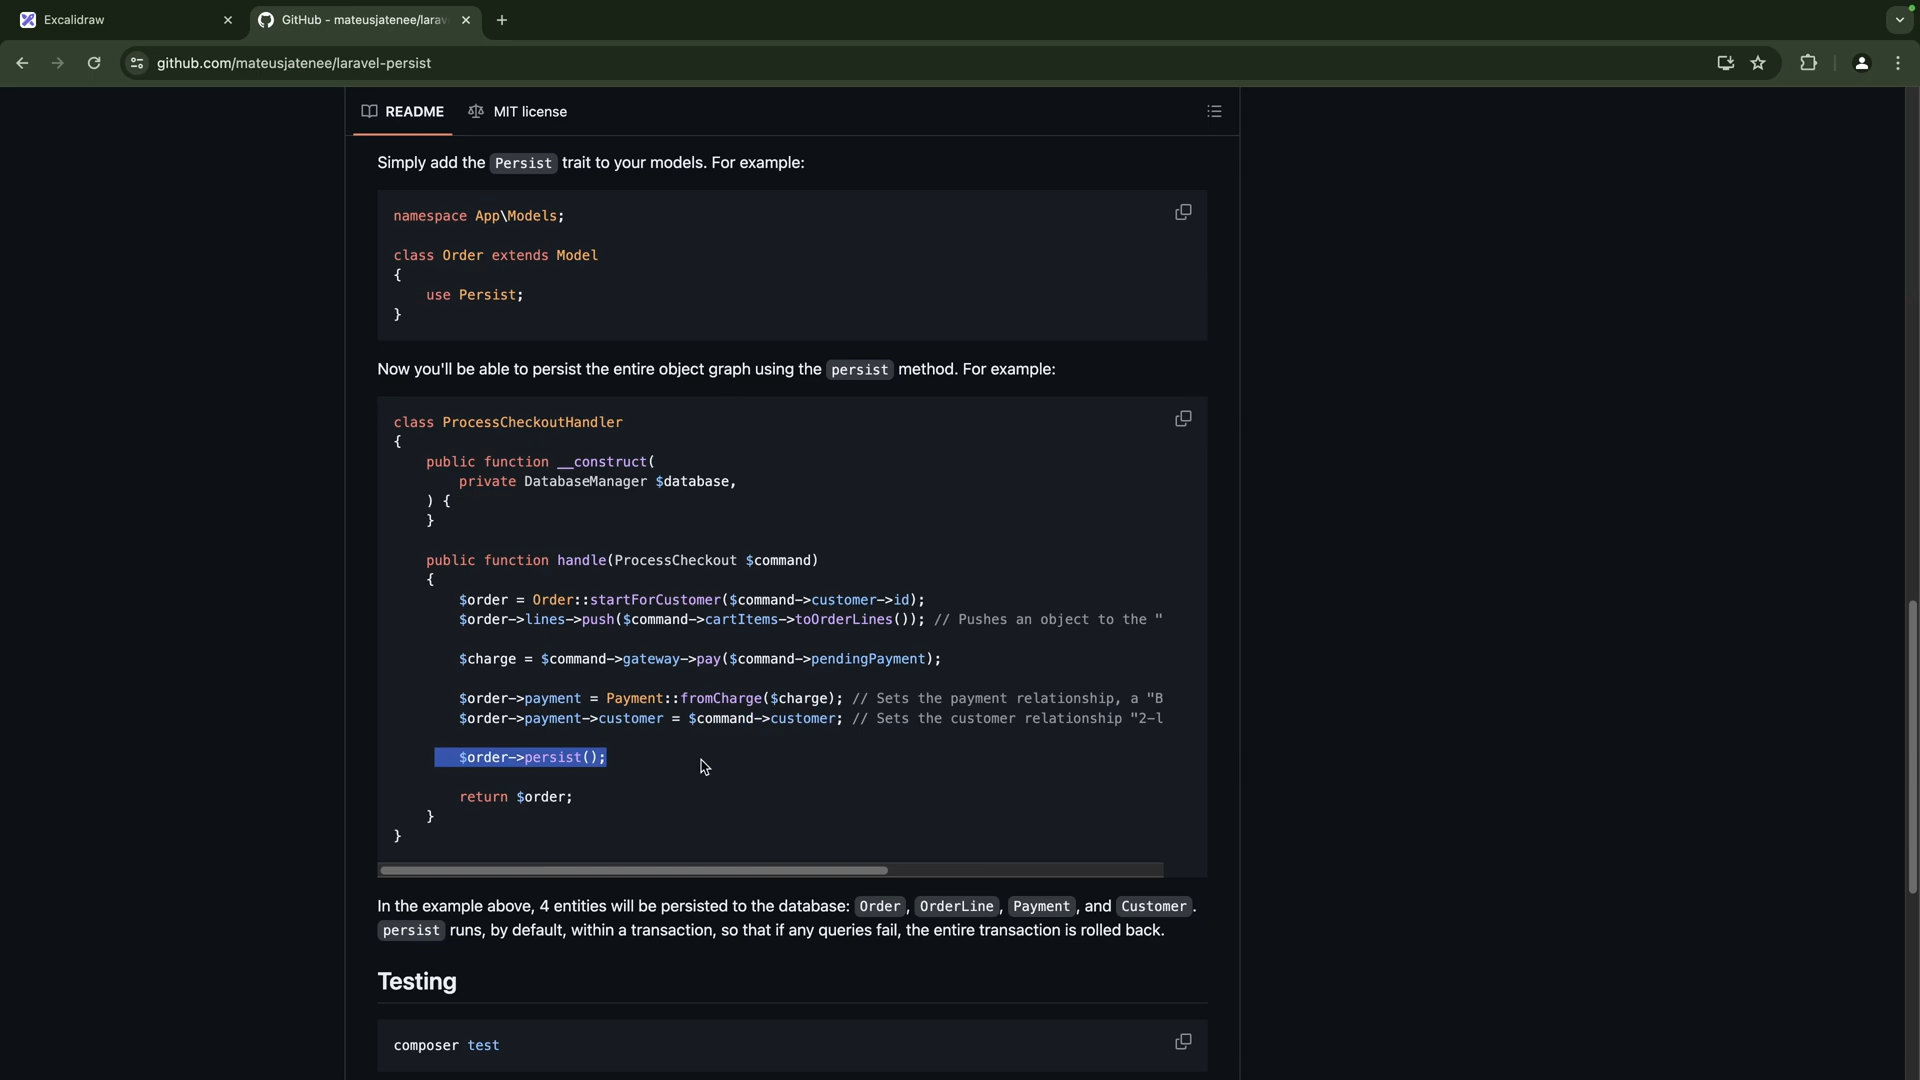 Excalidraw
GitHub - mateusjatenee/larav
github.com/mateusjatenee/laravel-persist
README
MIT license
Simply add the Persist trait to your models. For example:
namespace App\Models;
class Order extends Model
{
use Persist;
}
Now you'll be able to persist the entire object graph using the persist method. For example:
class ProcessCheckoutHandler
{
public function __construct(
private DatabaseManager $database,
) {
}
public function handle(ProcessCheckout $command)
{
$order = Order::startForCustomer($command->customer->id);
$order->lines->push($command->cartItems->toOrderLines()); // Pushes an object to the "
$charge = $command->gateway->pay($command->pendingPayment);
$order->payment = Payment::fromCharge($charge); // Sets the payment relationship, a "B
$order->payment->customer = $command->customer; // Sets the customer relationship "2-l
$order->persist();
return $order;
}
}
In the example above, 4 entities will be persisted to the database: Order, OrderLine, Payment, and Customer.
persist runs, by default, within a transaction, so that if any queries fail, the entire transaction is rolled back.
Testing
composer test